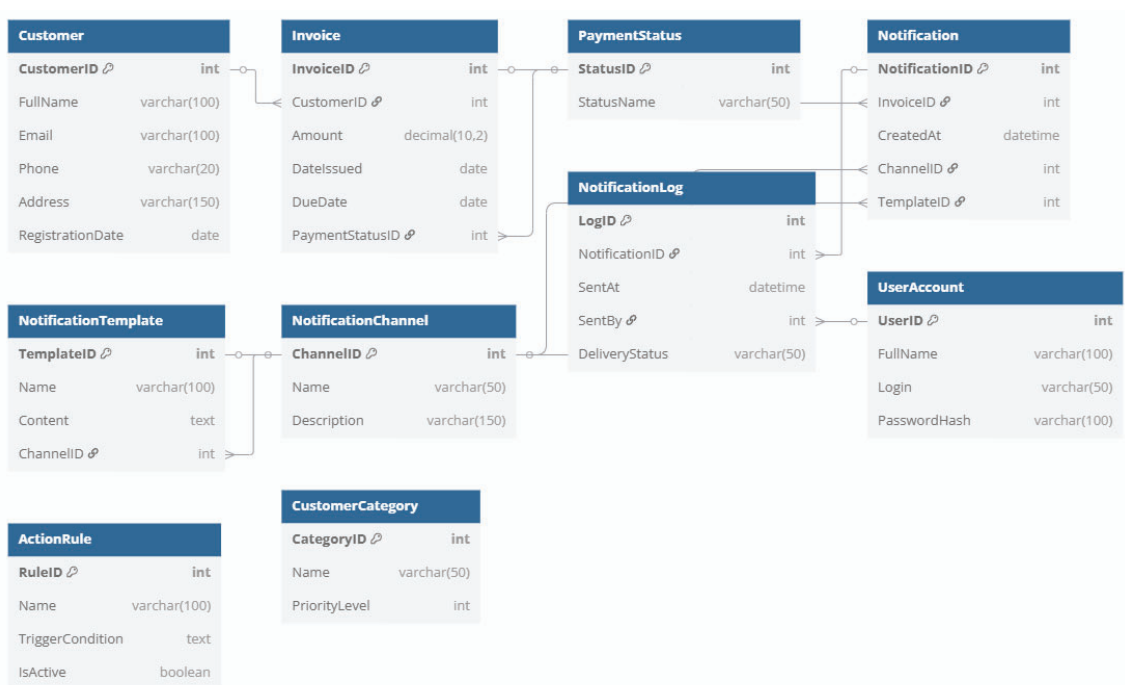 Customer
CustomerID int
FullName varchar(100)
Email varchar(100)
Phone varchar(20)
Address varchar(150)
RegistrationDate date
Invoice
InvoiceID int
CustomerID int
Amount decimal(10,2)
DateIssued date
DueDate date
PaymentStatusID int
PaymentStatus
StatusID int
StatusName varchar(50)
Notification
NotificationID int
InvoiceID int
CreatedAt datetime
ChannelID int
TemplateID int
NotificationLog
LogID int
NotificationID int
SentAt datetime
SentBy int
DeliveryStatus varchar(50)
UserAccount
UserID int
FullName varchar(100)
Login varchar(50)
PasswordHash varchar(100)
NotificationTemplate
TemplateID int
Name varchar(100)
Content text
ChannelID int
NotificationChannel
ChannelID int
Name varchar(50)
Description varchar(150)
CustomerCategory
CategoryID int
Name varchar(50)
PriorityLevel int
ActionRule
RuleID int
Name varchar(100)
TriggerCondition text
IsActive boolean